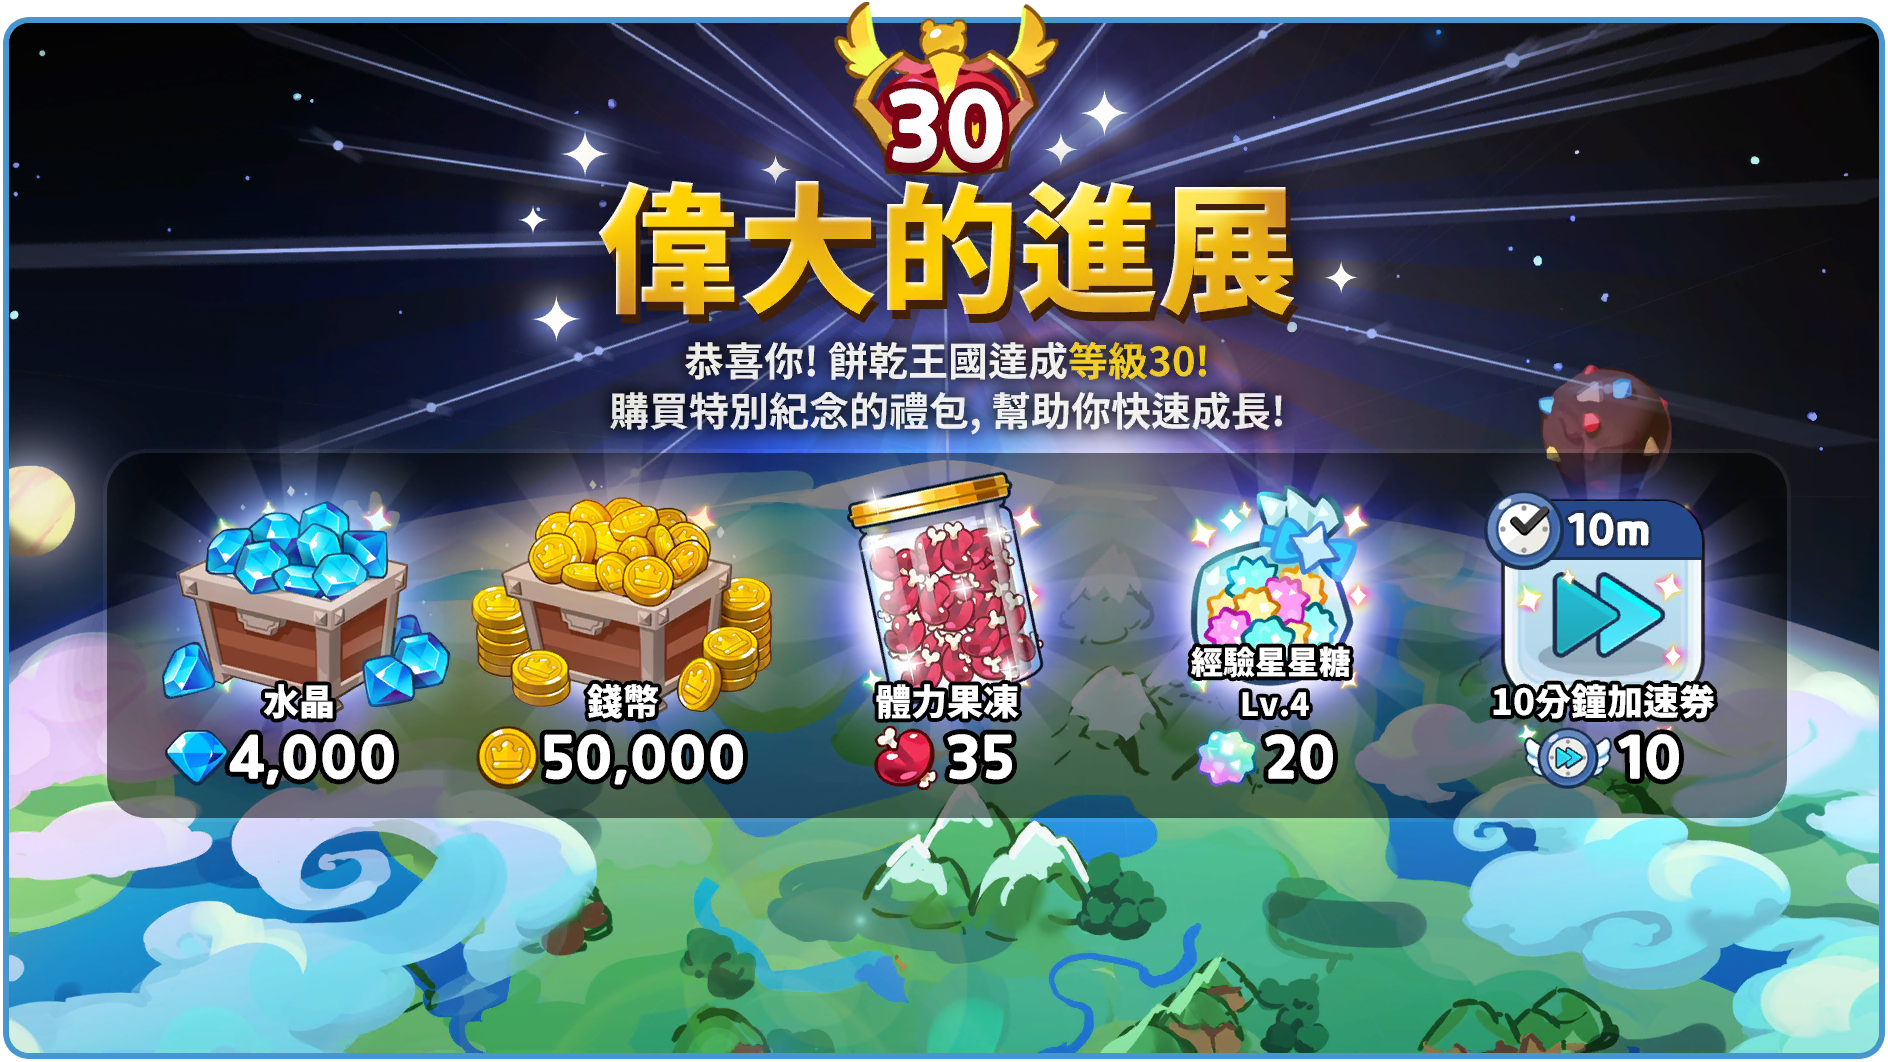 30
偉大的進展
恭喜你! 餅乾王國達成等級30!
購買特別紀念的禮包, 幫助你快速成長!
10m
水晶
4,000
錢幣
50,000
體力果凍
35
經驗星星糖
Lv.4
20
10分鐘加速券
10